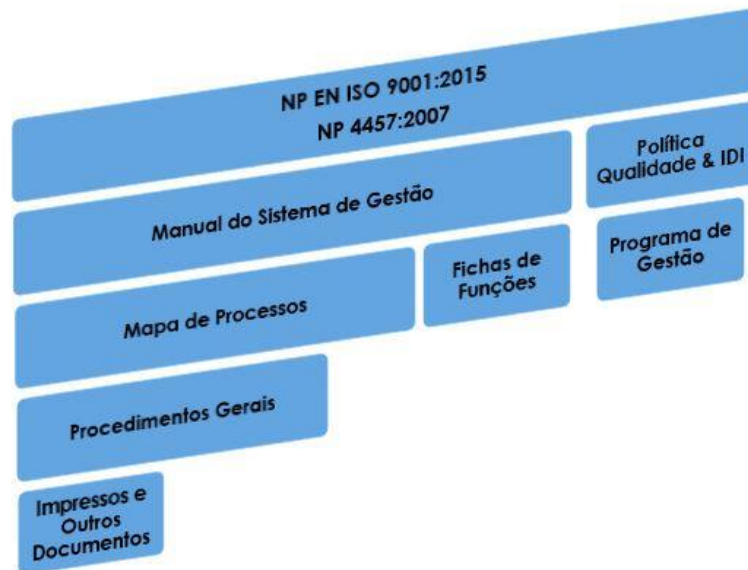 NP EN ISO 9001:2015
NP 4457:2007
Manual do Sistema de Gestão
Política
Qualidade & IDI
Mapa de Processos
Fichas de
Funções
Programa de
Gestão
Procedimentos Gerais
Impressos e
Outros
Documentos